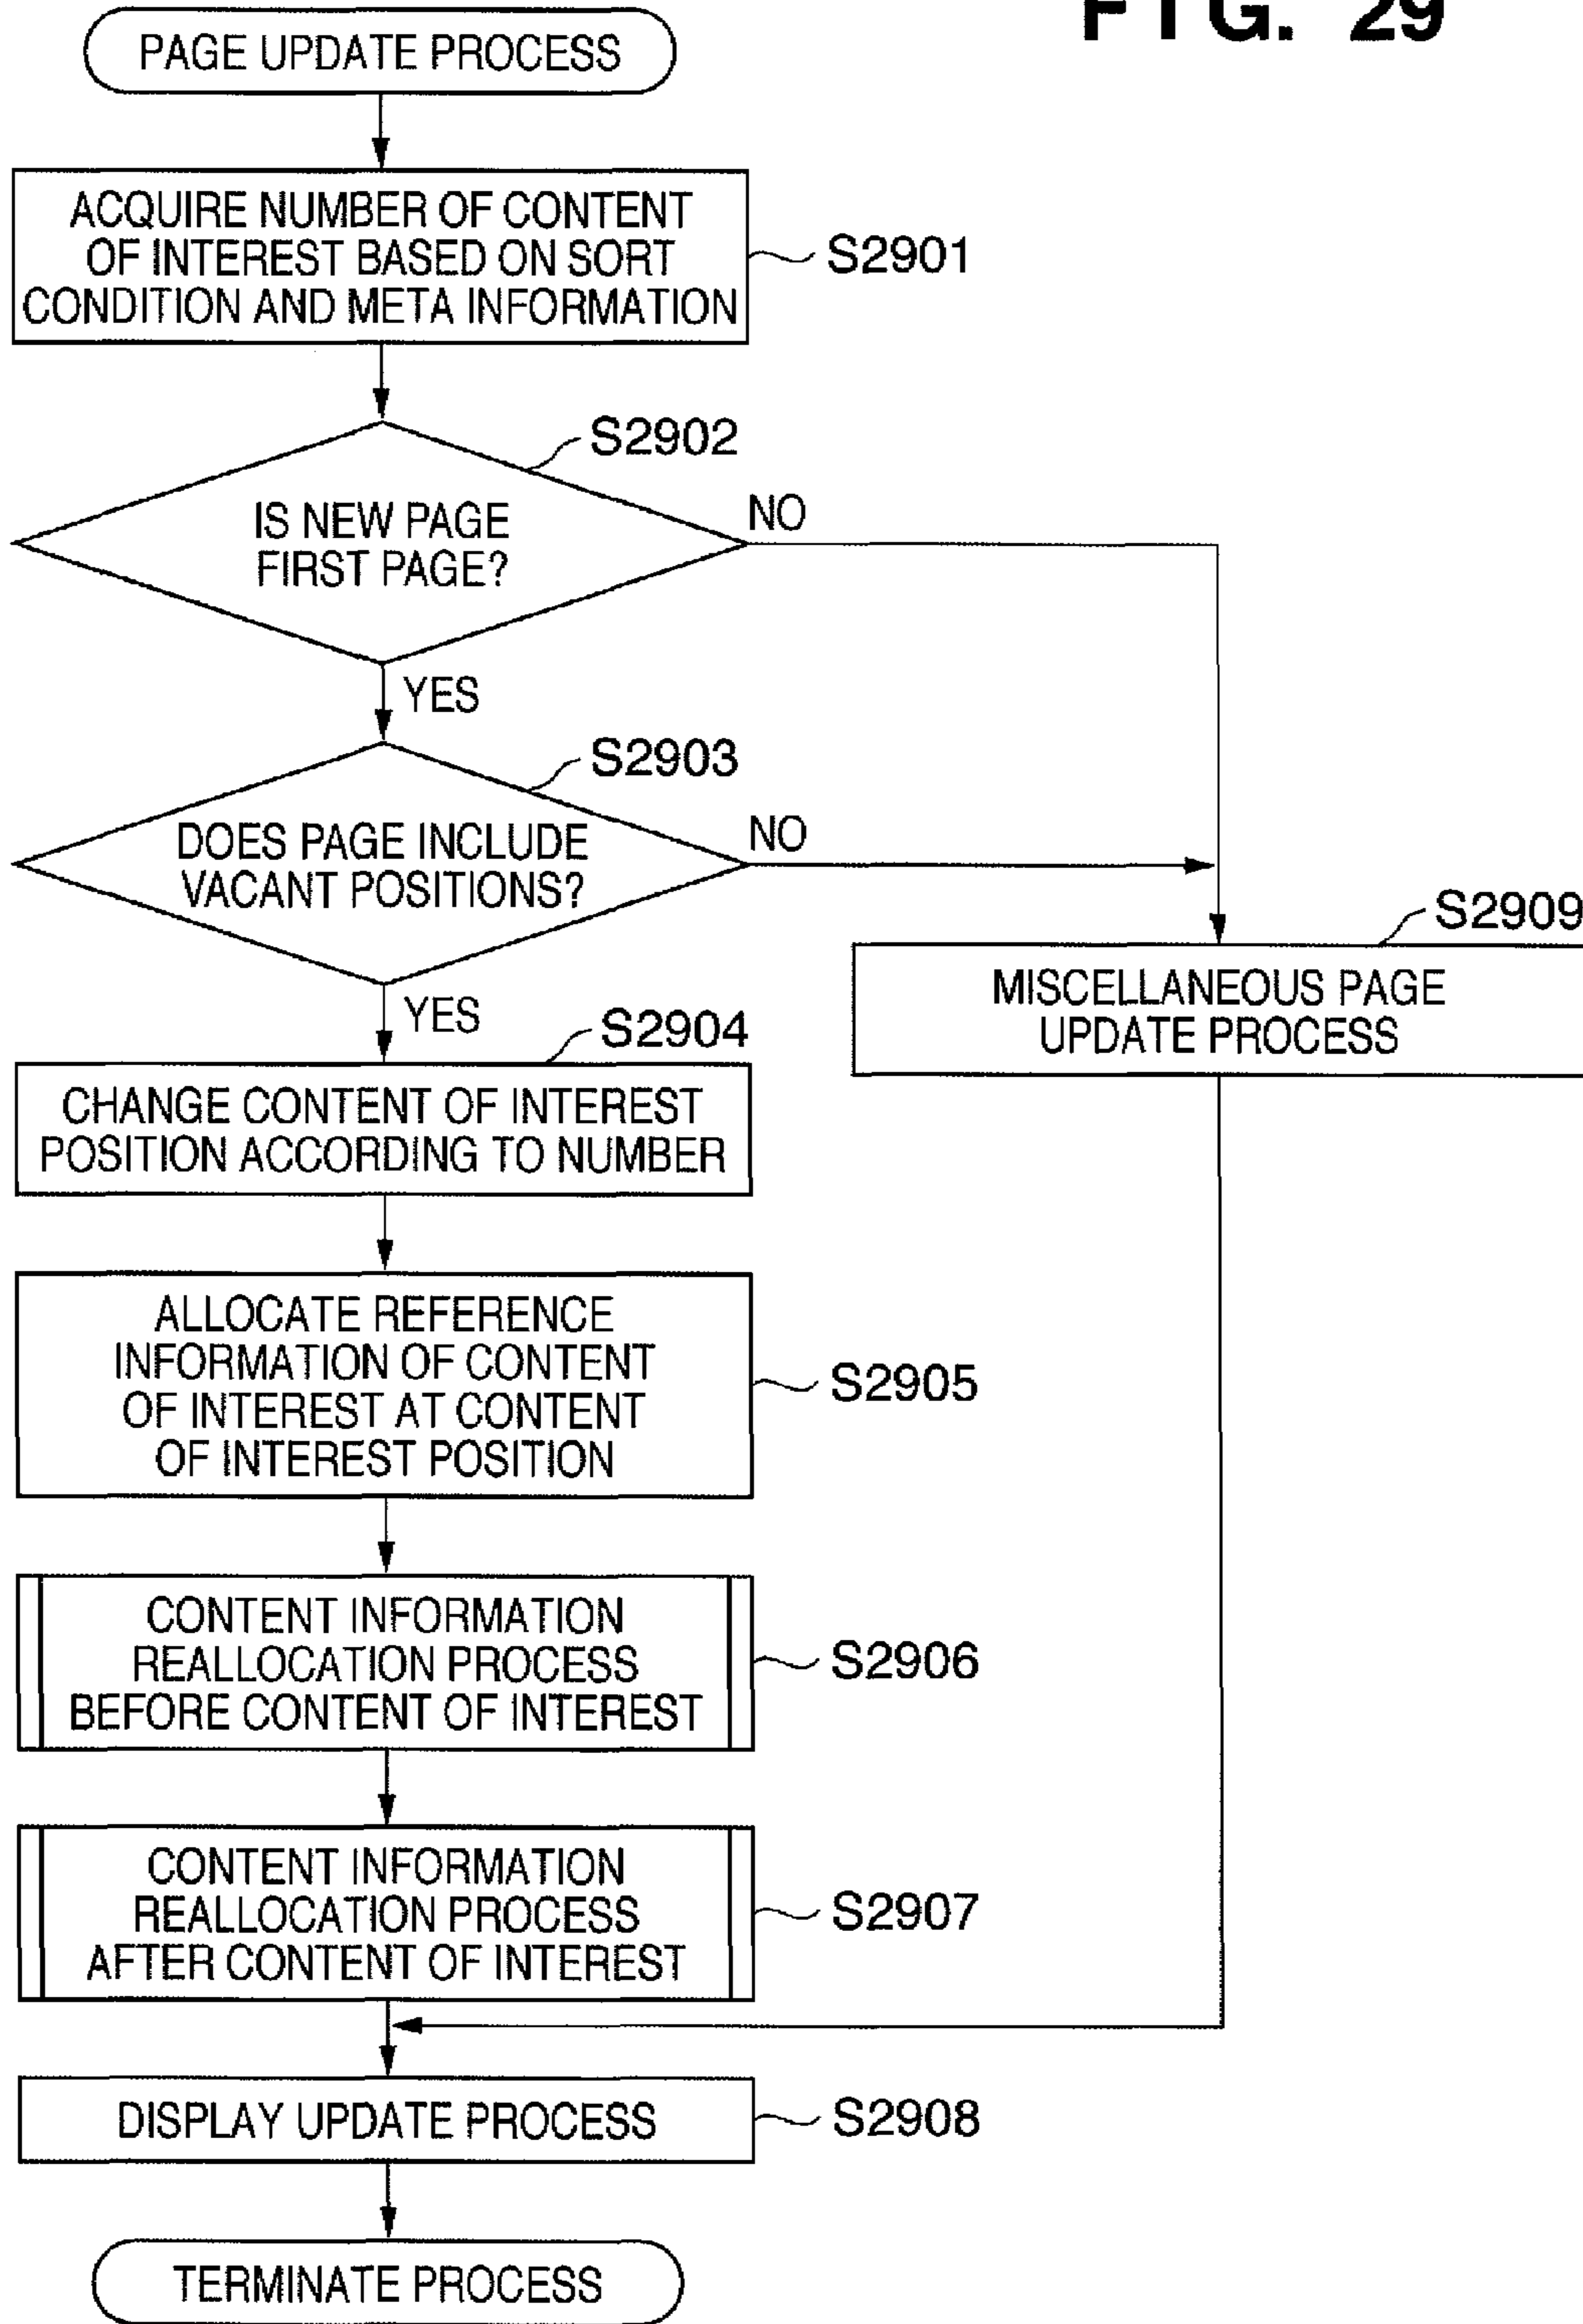 FIG. 29
PAGE UPDATE PROCESS
ACQUIRE NUMBER OF CONTENT
OF INTEREST BASED ON SORT
CONDITION AND META INFORMATION
S2901
S2902
IS NEW PAGE
FIRST PAGE?
NO
YES
S2903
DOES PAGE INCLUDE
VACANT POSITIONS?
NO
YES
S2909
MISCELLANEOUS PAGE
UPDATE PROCESS
S2904
CHANGE CONTENT OF INTEREST
POSITION ACCORDING TO NUMBER
ALLOCATE REFERENCE
INFORMATION OF CONTENT
OF INTEREST AT CONTENT
OF INTEREST POSITION
S2905
CONTENT INFORMATION
REALLOCATION PROCESS
BEFORE CONTENT OF INTEREST
S2906
CONTENT INFORMATION
REALLOCATION PROCESS
AFTER CONTENT OF INTEREST
S2907
DISPLAY UPDATE PROCESS
S2908
TERMINATE PROCESS